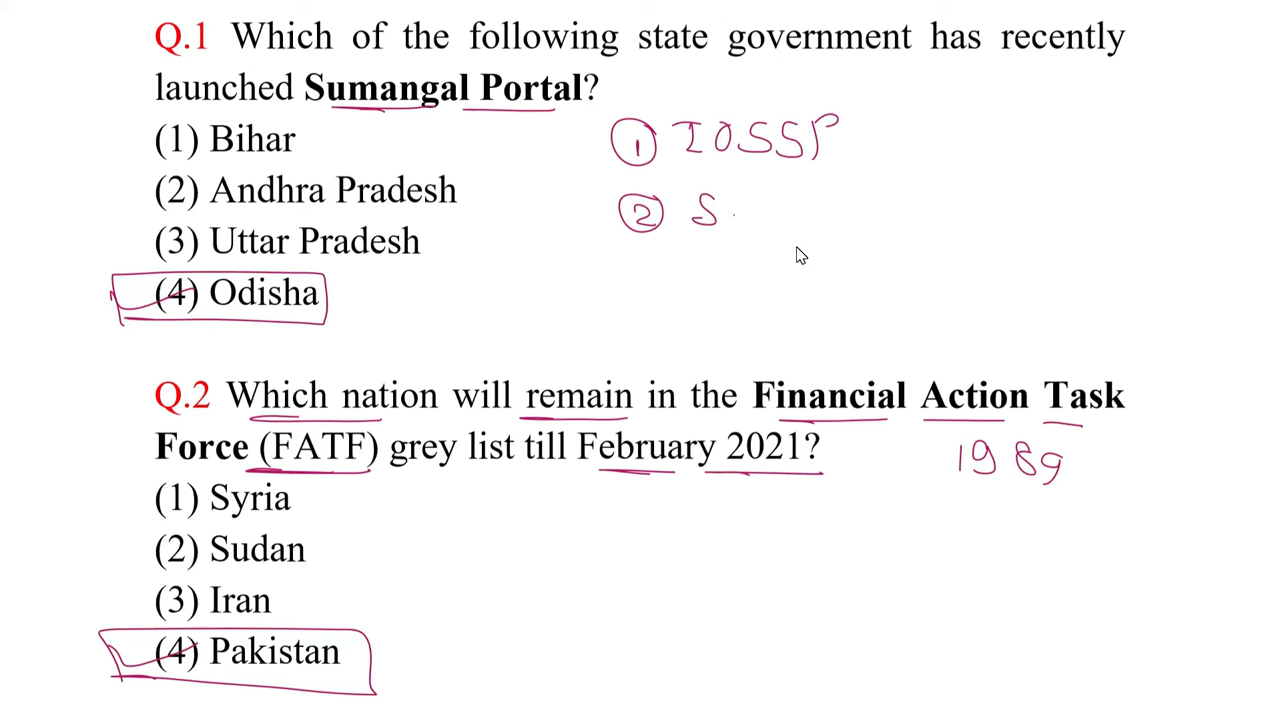 Q.1 Which of the following state government has recently
launched Sumangal Portal?
(1) Bihar
① IOSSP
(2) Andhra Pradesh
② S
(3) Uttar Pradesh
(4) Odisha
Q.2 Which nation will remain in the Financial Action Task
Force (FATF) grey list till February 2021?
1989
(1) Syria
(2) Sudan
(3) Iran
(4) Pakistan